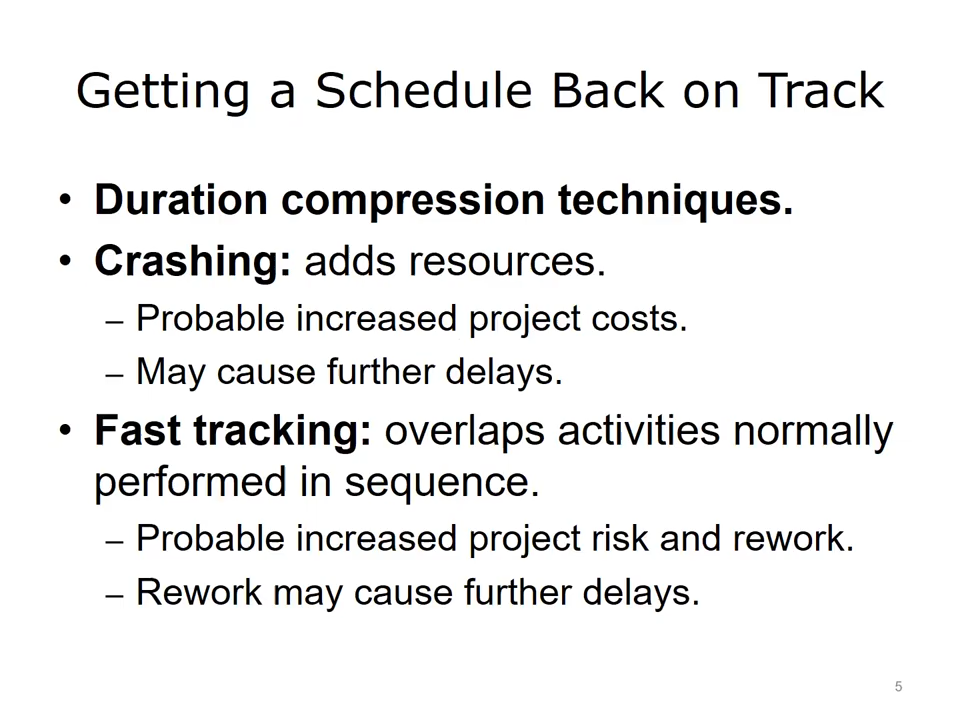 Getting a Schedule Back on Track
• Duration compression techniques.
• Crashing: adds resources.
– Probable increased project costs.
– May cause further delays.
• Fast tracking: overlaps activities normally
performed in sequence.
– Probable increased project risk and rework.
– Rework may cause further delays.
5